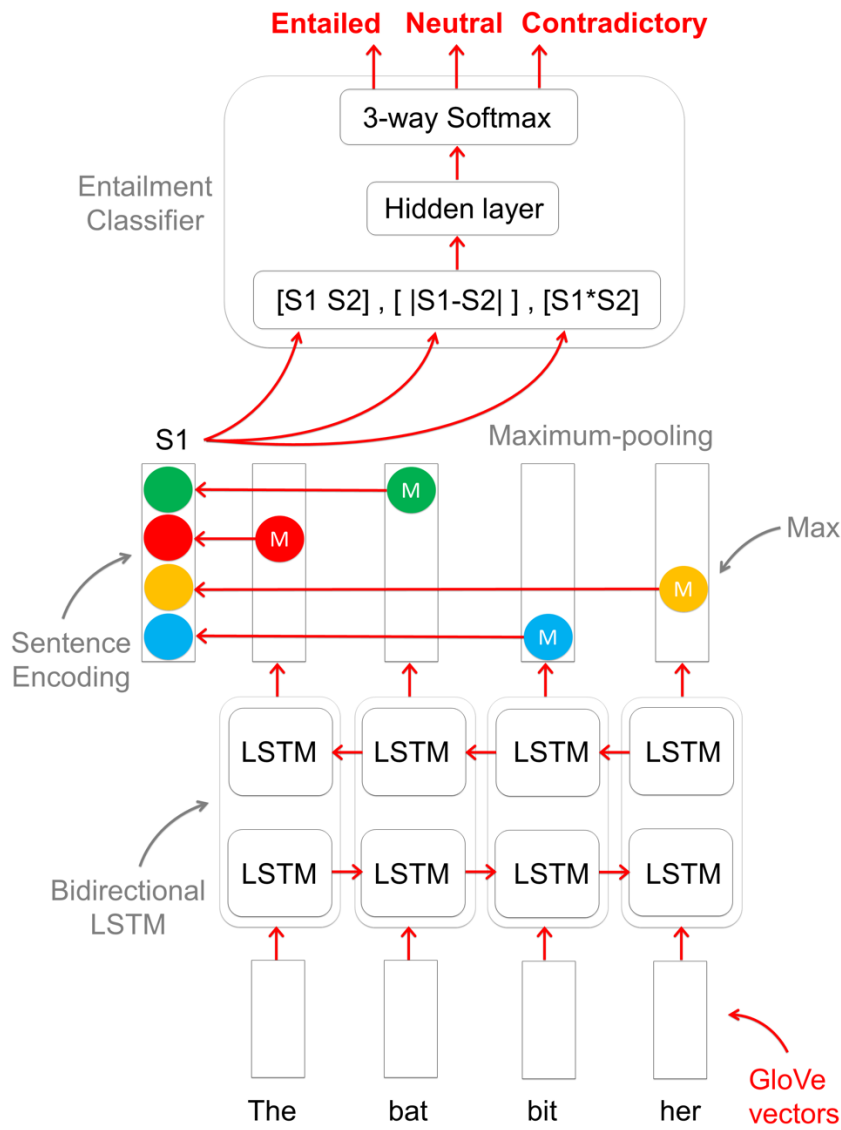 Entailed Neutral Contradictory
3-way Softmax
Entailment
Classifier
Hidden layer
[S1 S2] , [ |S1-S2| ] , [S1*S2]
S1
Maximum-pooling
M
M
Max
M
M
Sentence
Encoding
LSTM LSTM LSTM LSTM
LSTM LSTM LSTM LSTM
Bidirectional
LSTM
GloVe
vectors
The bat bit her